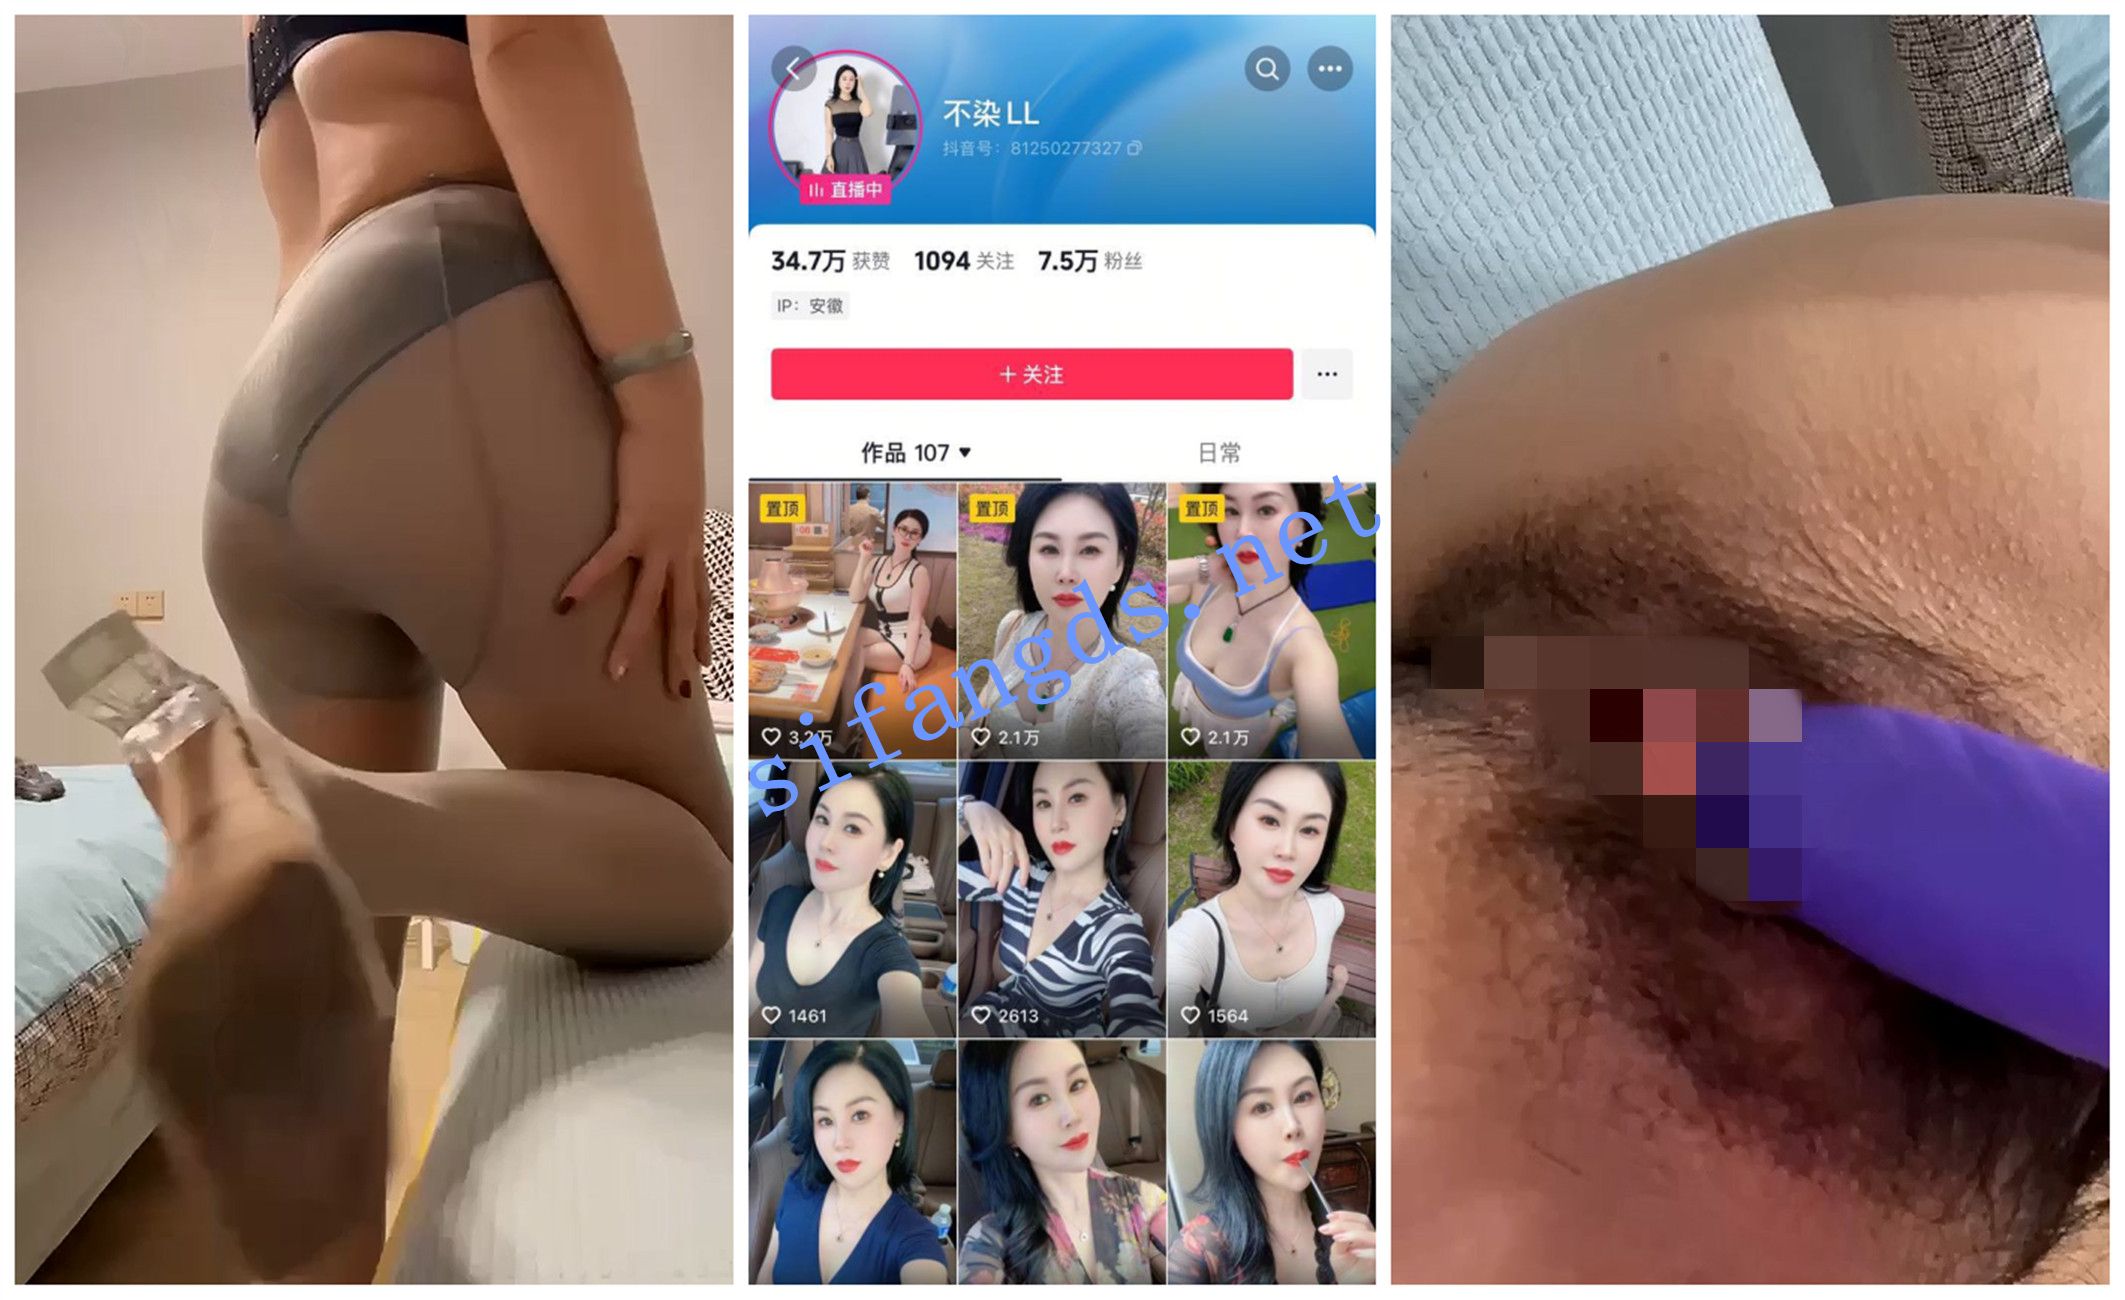 不染LL
抖音号：81250277327
直播中
34.7万 获赞 1094 关注 7.5万 粉丝
IP：安徽
+ 关注
作品 107 日常
置顶 置顶 置顶
3.2万 2.1万 2.1万
1461 2613 1564
sifangds.net